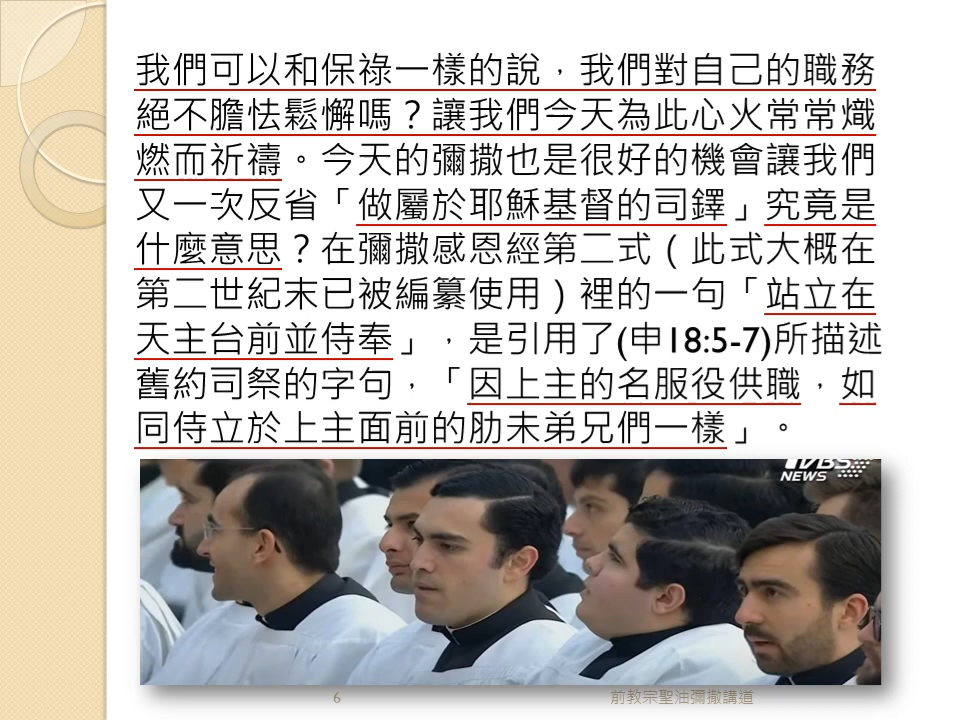 我們可以和保祿一樣的說，我們對自己的職務
絕不膽怯鬆懈嗎？讓我們今天為此心火常常熾
燃而祈禱。今天的彌撒也是很好的機會讓我們
又一次反省「做屬於耶穌基督的司鐸」究竟是
什麼意思？在彌撒感恩經第二式（此式大概在
第二世紀末已被編纂使用）裡的一句「站立在
天主台前並侍奉」，是引用了(申18:5-7)所描述
舊約司祭的字句，「因上主的名服役供職，如
同侍立於上主面前的肋未弟兄們一樣」。
TVBS
NEWS
6
前教宗聖油彌撒講道